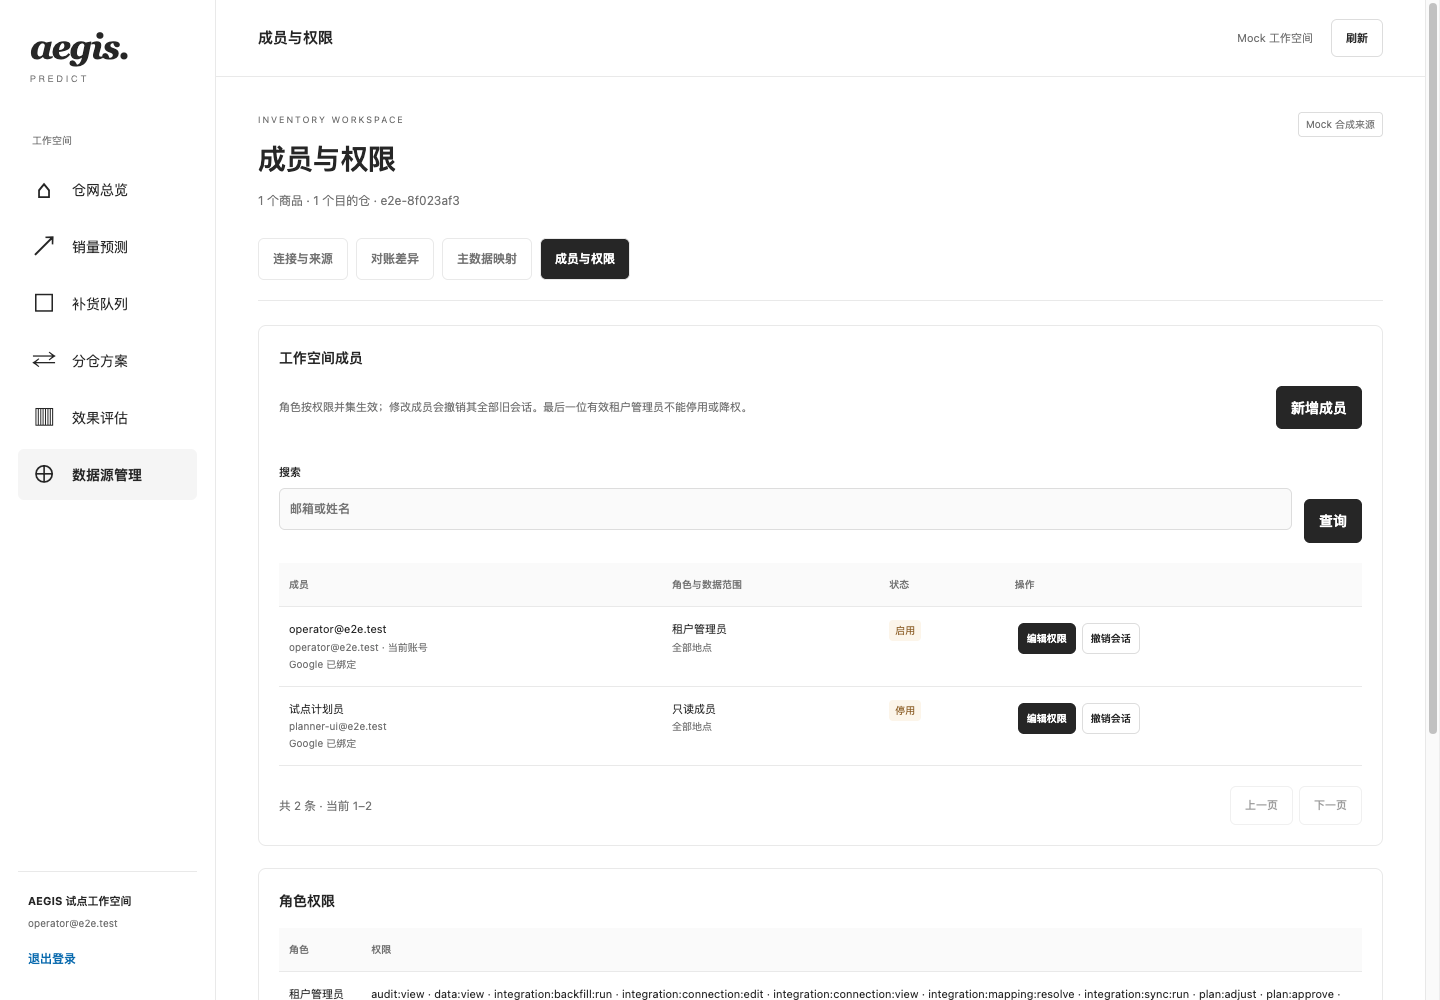 aegis.
PREDICT
工作空间
仓网总览
销量预测
补货队列
分仓方案
效果评估
数据源管理
AEGIS 试点工作空间
operator@e2e.test
退出登录
成员与权限
Mock 工作空间
刷新
INVENTORY WORKSPACE
Mock 合成来源
成员与权限
1 个商品 · 1 个目的仓 · e2e-8f023af3
连接与来源
对账差异
主数据映射
成员与权限
工作空间成员
角色按权限并集生效；修改成员会撤销其全部旧会话。最后一位有效租户管理员不能停用或降权。
新增成员
搜索
邮箱或姓名
查询
成员 角色与数据范围 状态 操作
operator@e2e.test 租户管理员 启用 编辑权限 撤销会话
operator@e2e.test · 当前账号 全部地点
Google 已绑定
试点计划员 只读成员 停用 编辑权限 撤销会话
planner-ui@e2e.test 全部地点
Google 已绑定
共 2 条 · 当前 1–2
上一页
下一页
角色权限
角色 权限
租户管理员 audit:view · data:view · integration:backfill:run · integration:connection:edit · integration:connection:view · integration:mapping:resolve · integration:sync:run · plan:adjust · plan:approve ·